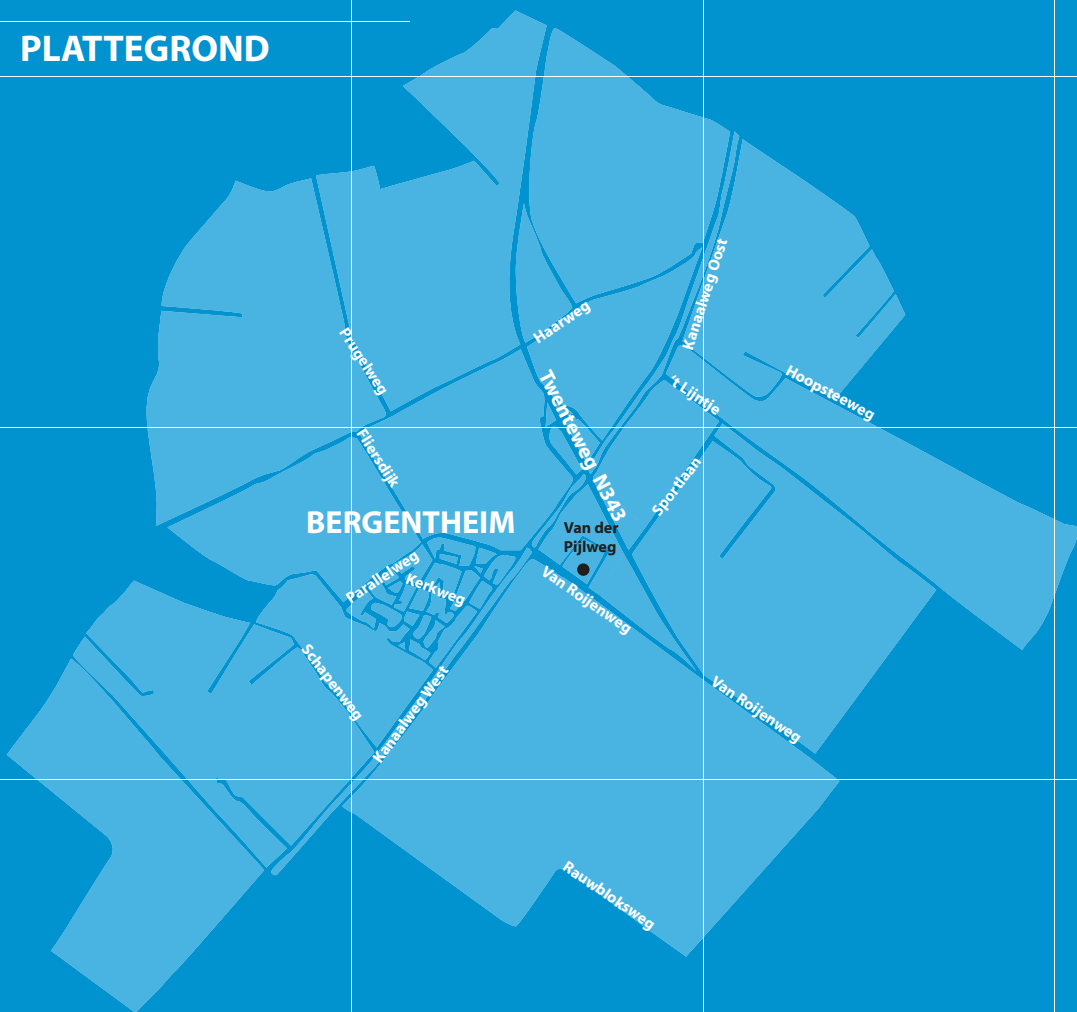 PLATTEGROND
Kanaalweg Oost
Haarweg
Prugelweg
Hoopsteeweg
't Lijntje
Twenteweg N343
Fliersdijk
Sportlaan
BERGENTHEIM
Van der
Pijlweg
Parallelweg
Kerkweg
Van Roijenweg
Schapenweg
Kanaalweg West
Van Roijenweg
Rauwbloksweg